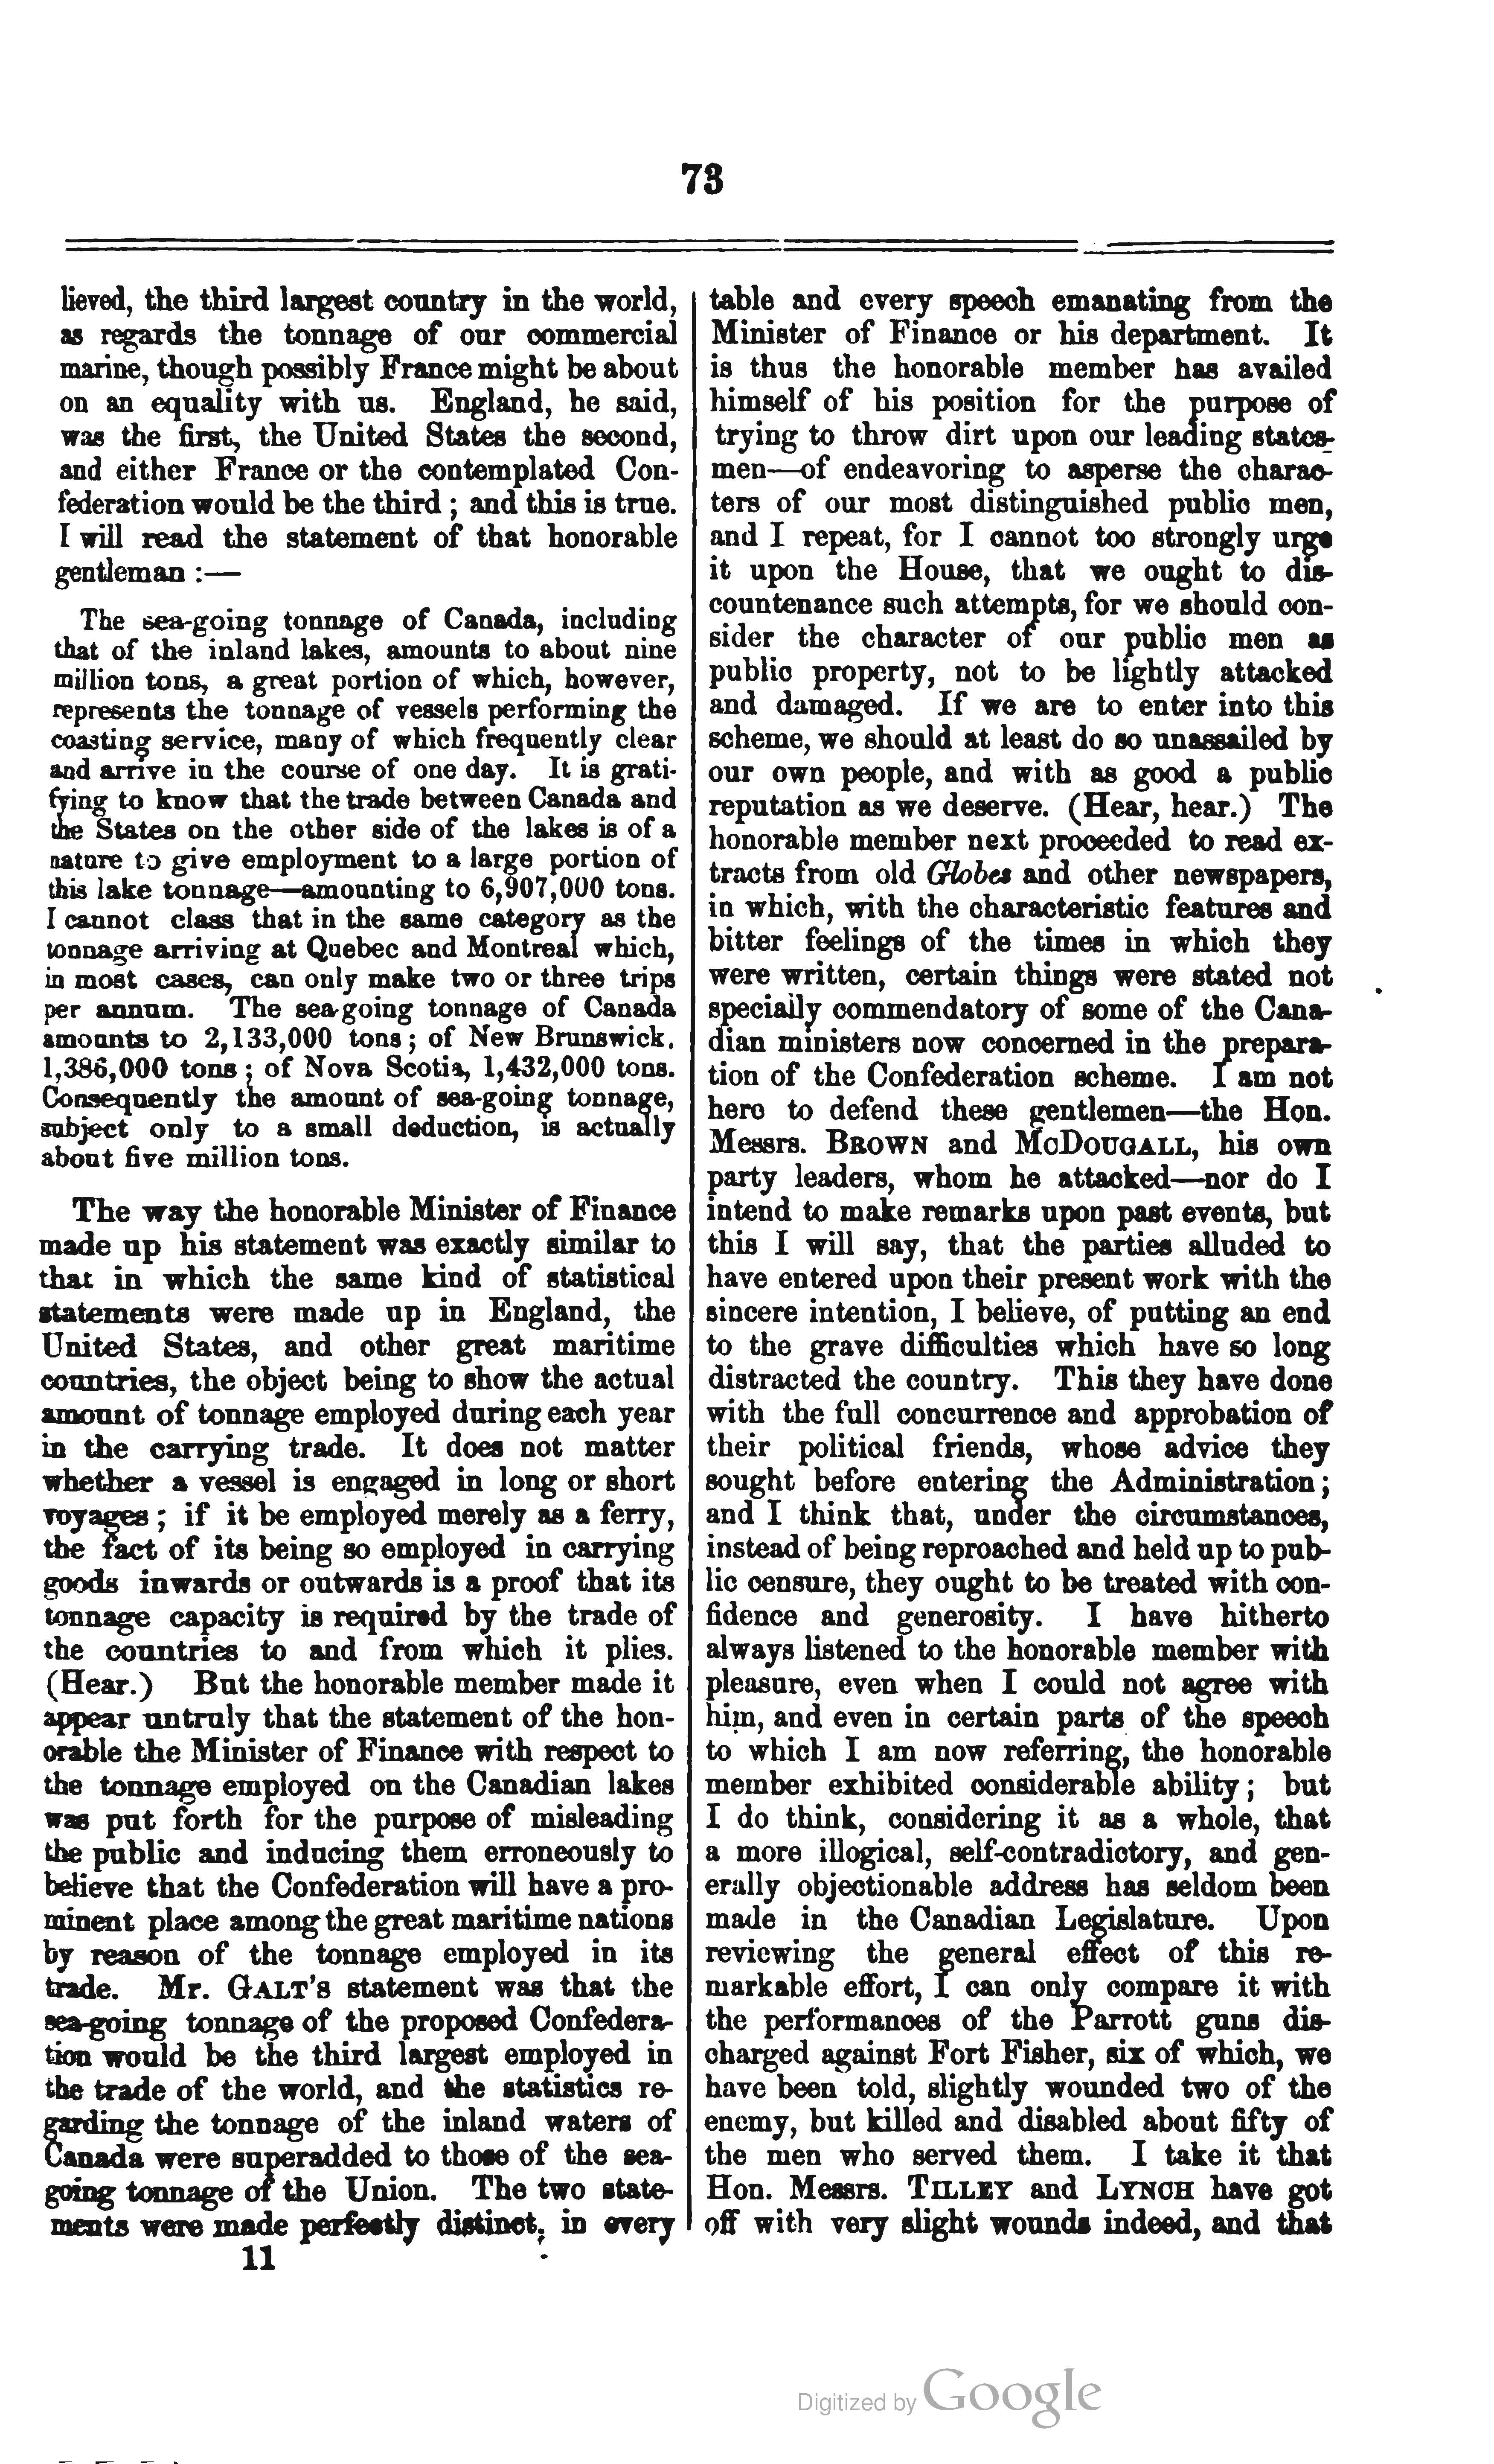 73
lieved, the third largest country in the world,
as regards the tonnage of our commercial
marine, though possibly France might be about
on an equality with us. England, he said,
was the first, the United States the second,
and either France or the contemplated Con-
federation would be the third ; and this is true.
I will read the statement of that honorable
gentleman :—
The sea-going tonnage of Canada, including
that of the inland lakes, amounts to about nine
million tons, a great portion of which, however,
represents the tonnage of vessels performing the
coasting service, many of which frequently clear
and arrive in the course of one day. It is grati-
fying to know that the trade between Canada and
the States on the other side of the lakes is of a
nature to give employment to a large portion of
this lake tonnage—amounting to 6,907,000 tons.
I cannot class that in the same category as the
tonnage arriving at Quebec and Montreal which,
in most cases, can only make two or three trips
per annum. The sea-going tonnage of Canada
amounts to 2,133,000 tons; of New Brunswick,
1,386,000 tons; of Nova Scotia, 1,432,000 tons.
Consequently the amount of sea-going tonnage,
subject only to a small deduction, is actually
about five million tons.
The way the honorable Minister of Finance
made up his statement was exactly similar to
that in which the same kind of statistical
statements were made up in England, the
United States, and other great maritime
countries, the object being to show the actual
amount of tonnage employed during each year
in the carrying trade. It does not matter
whether a vessel is engaged in long or short
voyages ; if it be employed merely as a ferry,
the fact of its being so employed in carrying
goods inwards or outwards is a proof that its
tonnage capacity is required by the trade of
the countries to and from which it plies.
(Hear.) But the honorable member made it
appear untruly that the statement of the hon-
orable the Minister of Finance with respect to
the tonnage employed on the Canadian lakes
was put forth for the purpose of misleading
the public and inducing them erroneously to
believe that the Confederation will have a pro-
minent place among the great maritime nations
by reason of the tonnage employed in its
trade. Mr. GALT'S statement was that the
sea-going tonnage of the proposed Confedera-
tion would be the third largest employed in
the trade of the world, and the statistics re-
garding the tonnage of the inland waters of
Canada were superadded to those of the sea-
going tonnage of the Union. The two state-
ments were made perfectly distinct, in every
11
table and every speech emanating from the
Minister of Finance or his department. It
is thus the honorable member has availed
himself of his position for the purpose of
trying to throw dirt upon our leading states-
men—of endeavoring to asperse the charac-
ters of our most distinguished public men,
and I repeat, for I cannot too strongly urge
it upon the House, that we ought to dis-
countenance such attempts, for we should con-
sider the character of our public men as
public property, not to be lightly attacked
and damaged. If we are to enter into this
scheme, we should at least do so unassailed by
our own people, and with as good a public
reputation as we deserve. (Hear, hear.) The
honorable member next proceeded to read ex-
tracts from old Globes and other newspapers,
in which, with the characteristic features and
bitter feelings of the times in which they
were written, certain things were stated not
specially commendatory of some of the Cana-
dian ministers now concerned in the prepara-
tion of the Confederation scheme. I am not
here to defend these gentlemen—the Hon.
Messrs. BROWN and MCDOUGALL, his own
party leaders, whom he attacked—nor do I
intend to make remarks upon past events, but
this I will say, that the parties alluded to
have entered upon their present work with the
sincere intention, I believe, of putting an end
to the grave difficulties which have so long
distracted the country. This they have done
with the full concurrence and approbation of
their political friends, whose advice they
sought before entering the Administration;
and I think that, under the circumstances,
instead of being reproached and held up to pub-
lic censure, they ought to be treated with con-
fidence and generosity. I have hitherto
always listened to the honorable member with
pleasure, even when I could not agree with
him, and even in certain parts of the speech
to which I am now referring, the honorable
member exhibited considerable ability; but
I do think, considering it as a whole, that
a more illogical, self-contradictory, and gen-
erally objectionable address has seldom been
made in the Canadian Legislature. Upon
reviewing the general effect of this re-
markable effort, I can only compare it with
the performances of the Parrott guns dis-
charged against Fort Fisher, six of which, we
have been told, slightly wounded two of the
enemy, but killed and disabled about fifty of
the men who served them. I take it that
Hon. Messrs. TILLEY and LYNCH have got
off with very slight wounds indeed, and that
Digitized by Google